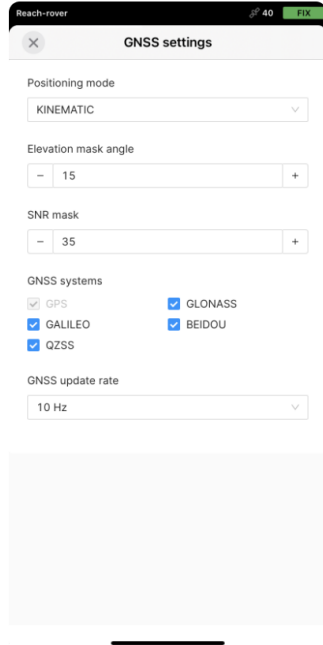 Reach-rover 40 FIX
GNSS settings
Positioning mode
KINEMATIC
Elevation mask angle
− 15 +
SNR mask
− 35 +
GNSS systems
GPS GLONASS
GALILEO BEIDOU
QZSS
GNSS update rate
10 Hz